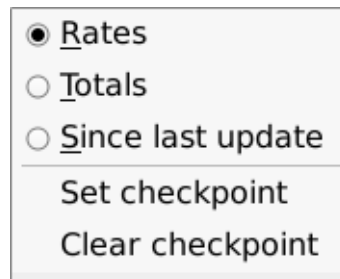 Rates
Totals
Since last update
Set checkpoint
Clear checkpoint